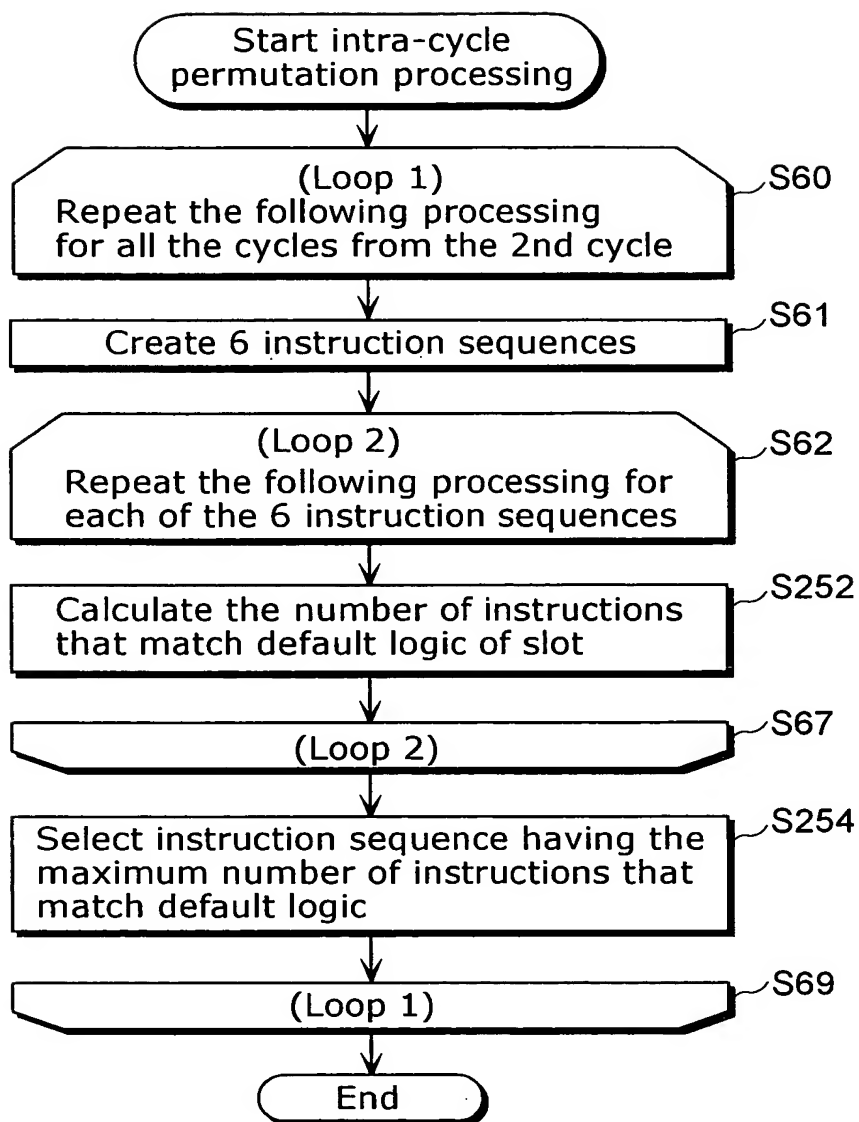 Start intra-cycle
permutation processing
(Loop 1)
Repeat the following processing
for all the cycles from the 2nd cycle
S60
Create 6 instruction sequences
S61
(Loop 2)
Repeat the following processing for
each of the 6 instruction sequences
S62
Calculate the number of instructions
that match default logic of slot
S252
(Loop 2)
S67
Select instruction sequence having the
maximum number of instructions that
match default logic
S254
(Loop 1)
S69
End